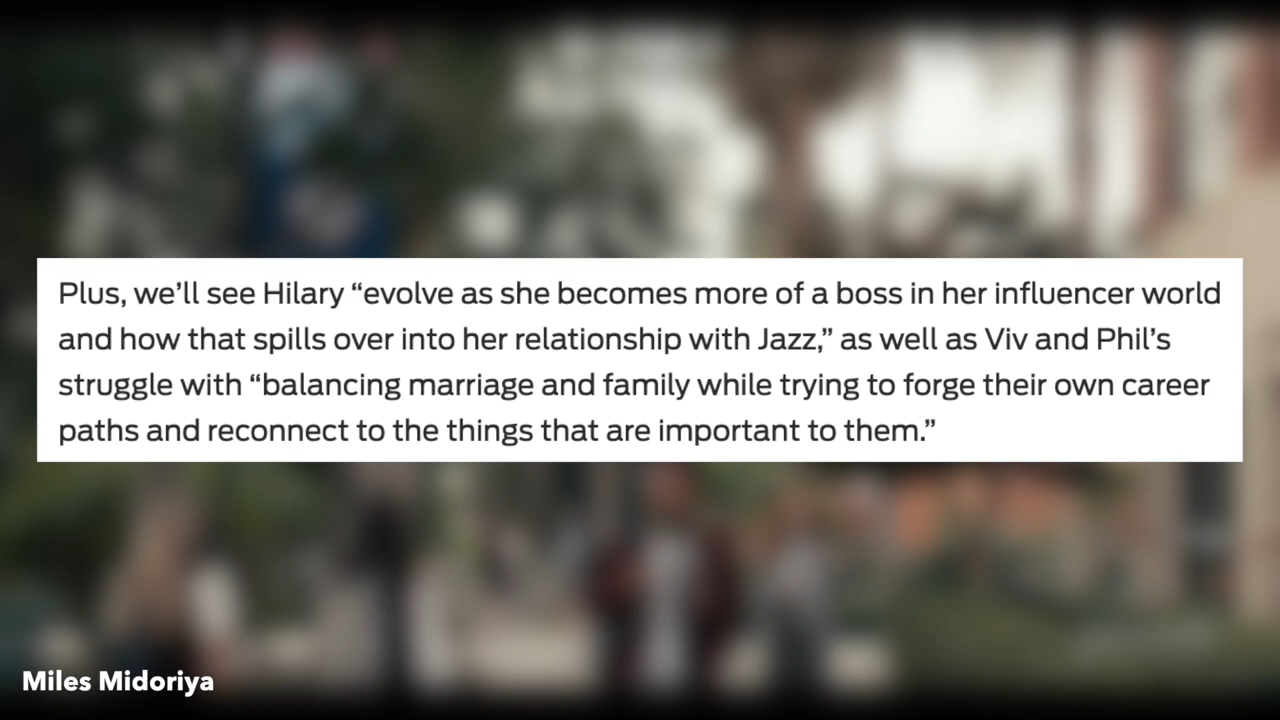 Plus, we’ll see Hilary “evolve as she becomes more of a boss in her influencer world
and how that spills over into her relationship with Jazz,” as well as Viv and Phil’s
struggle with “balancing marriage and family while trying to forge their own career
paths and reconnect to the things that are important to them.”
Miles Midoriya